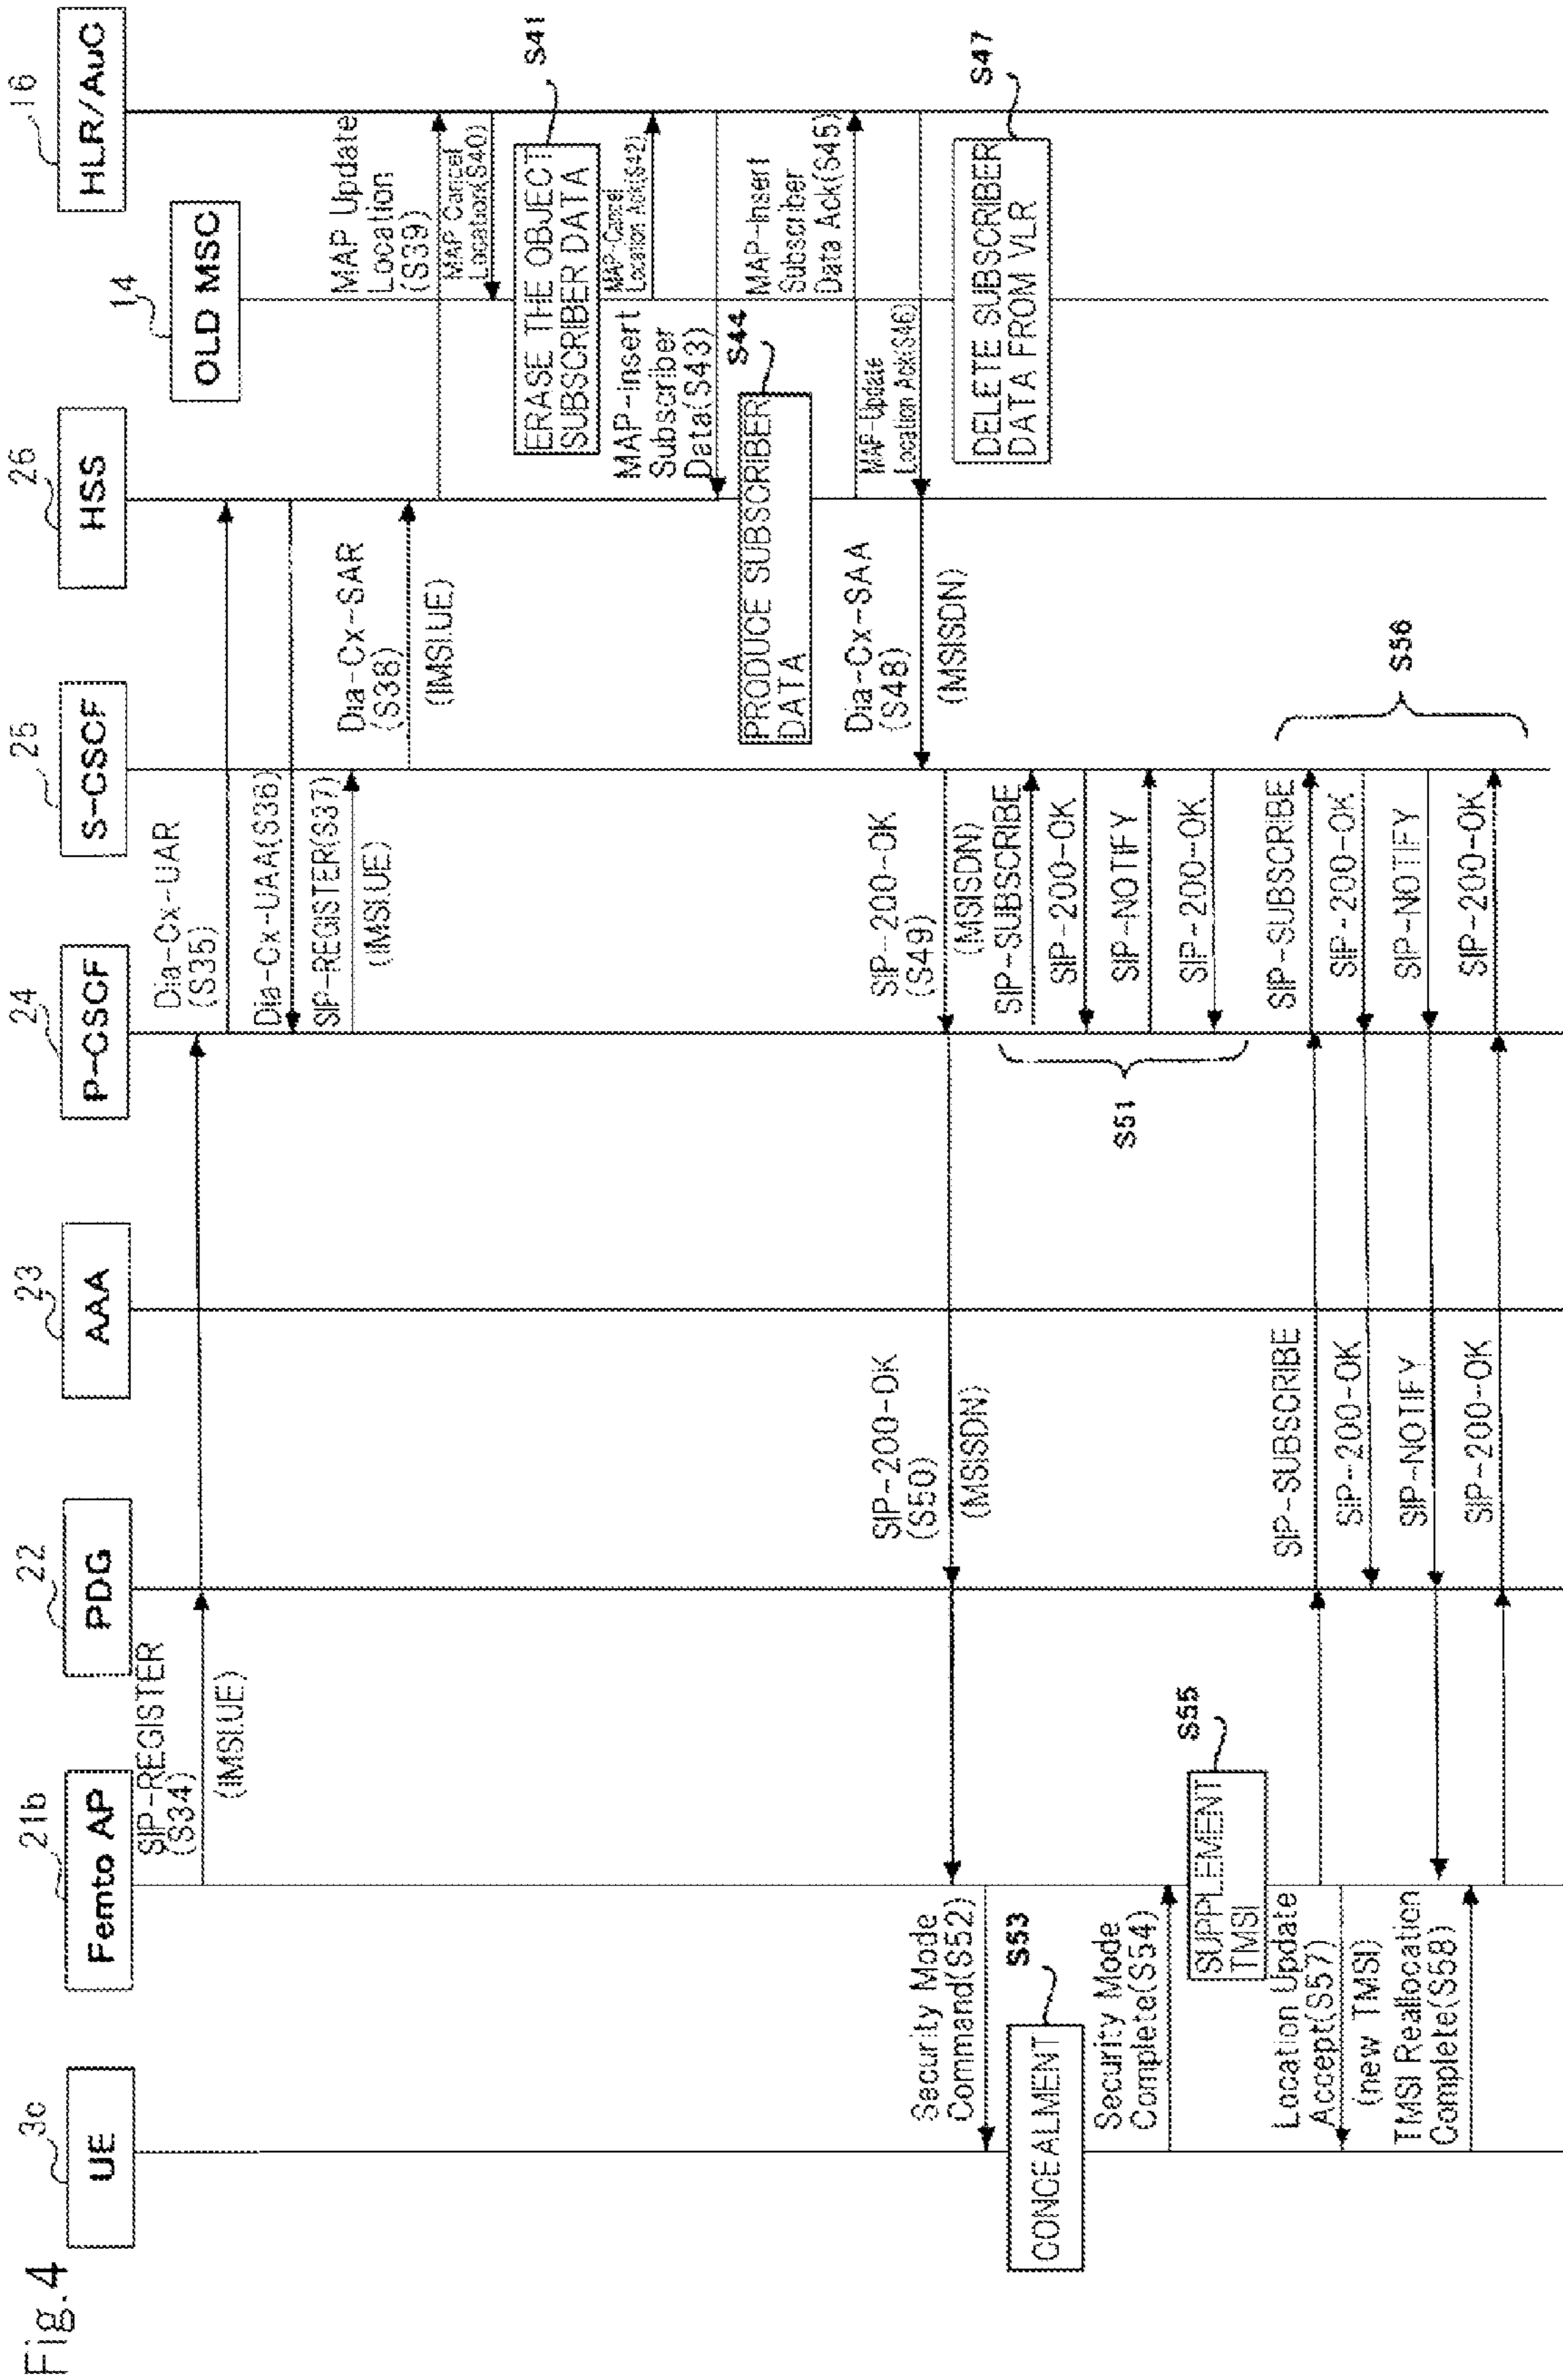 Fig.4
3c
UE
21b
Femto AP
22
PDG
23
AAA
24
P-CSCF
25
S-CSCF
26
HSS
14
OLD MSC
16
HLR/AuC
SIP-REGISTER
(S34)
(IMSI.UE)
Dia-Cx-UAR
(S35)
Dia-Cx-UAA(S36)
SIP-REGISTER(S37)
(IMSI.UE)
Dia-Cx-SAR
(S38)
(IMSI.UE)
MAP Update
Location
(S39)
MAP Cancel
Location(S40)
ERASE THE OBJECT
SUBSCRIBER DATA
S41
MAP-Cancel
Location Ack(S42)
MAP-insert
Subscriber
Data(S43)
PRODUCE SUBSCRIBER
DATA
S44
MAP-Insert
Subscriber
Data Ack(S45)
MAP-Update
Location Ack(S46)
DELETE SUBSCRIBER
DATA FROM VLR
S47
Dia-Cx-SAA
(S48)
(MSISDN)
SIP-200-OK
(S49)
(MSISDN)
SIP-200-OK
(S50)
(MSISDN)
SIP-SUBSCRIBE
SIP-200-OK
SIP-NOTIFY
SIP-200-OK
S51
Security Mode
Command(S52)
CONCEALMENT
S53
Security Mode
Complete(S54)
SUPPLEMENT
TMSI
S55
SIP-SUBSCRIBE
SIP-SUBSCRIBE
SIP-200-OK
SIP-200-OK
SIP-NOTIFY
SIP-NOTIFY
SIP-200-OK
SIP-200-OK
S56
Location Update
Accept(S57)
(new TMSI)
TMSI Reallocation
Complete(S58)